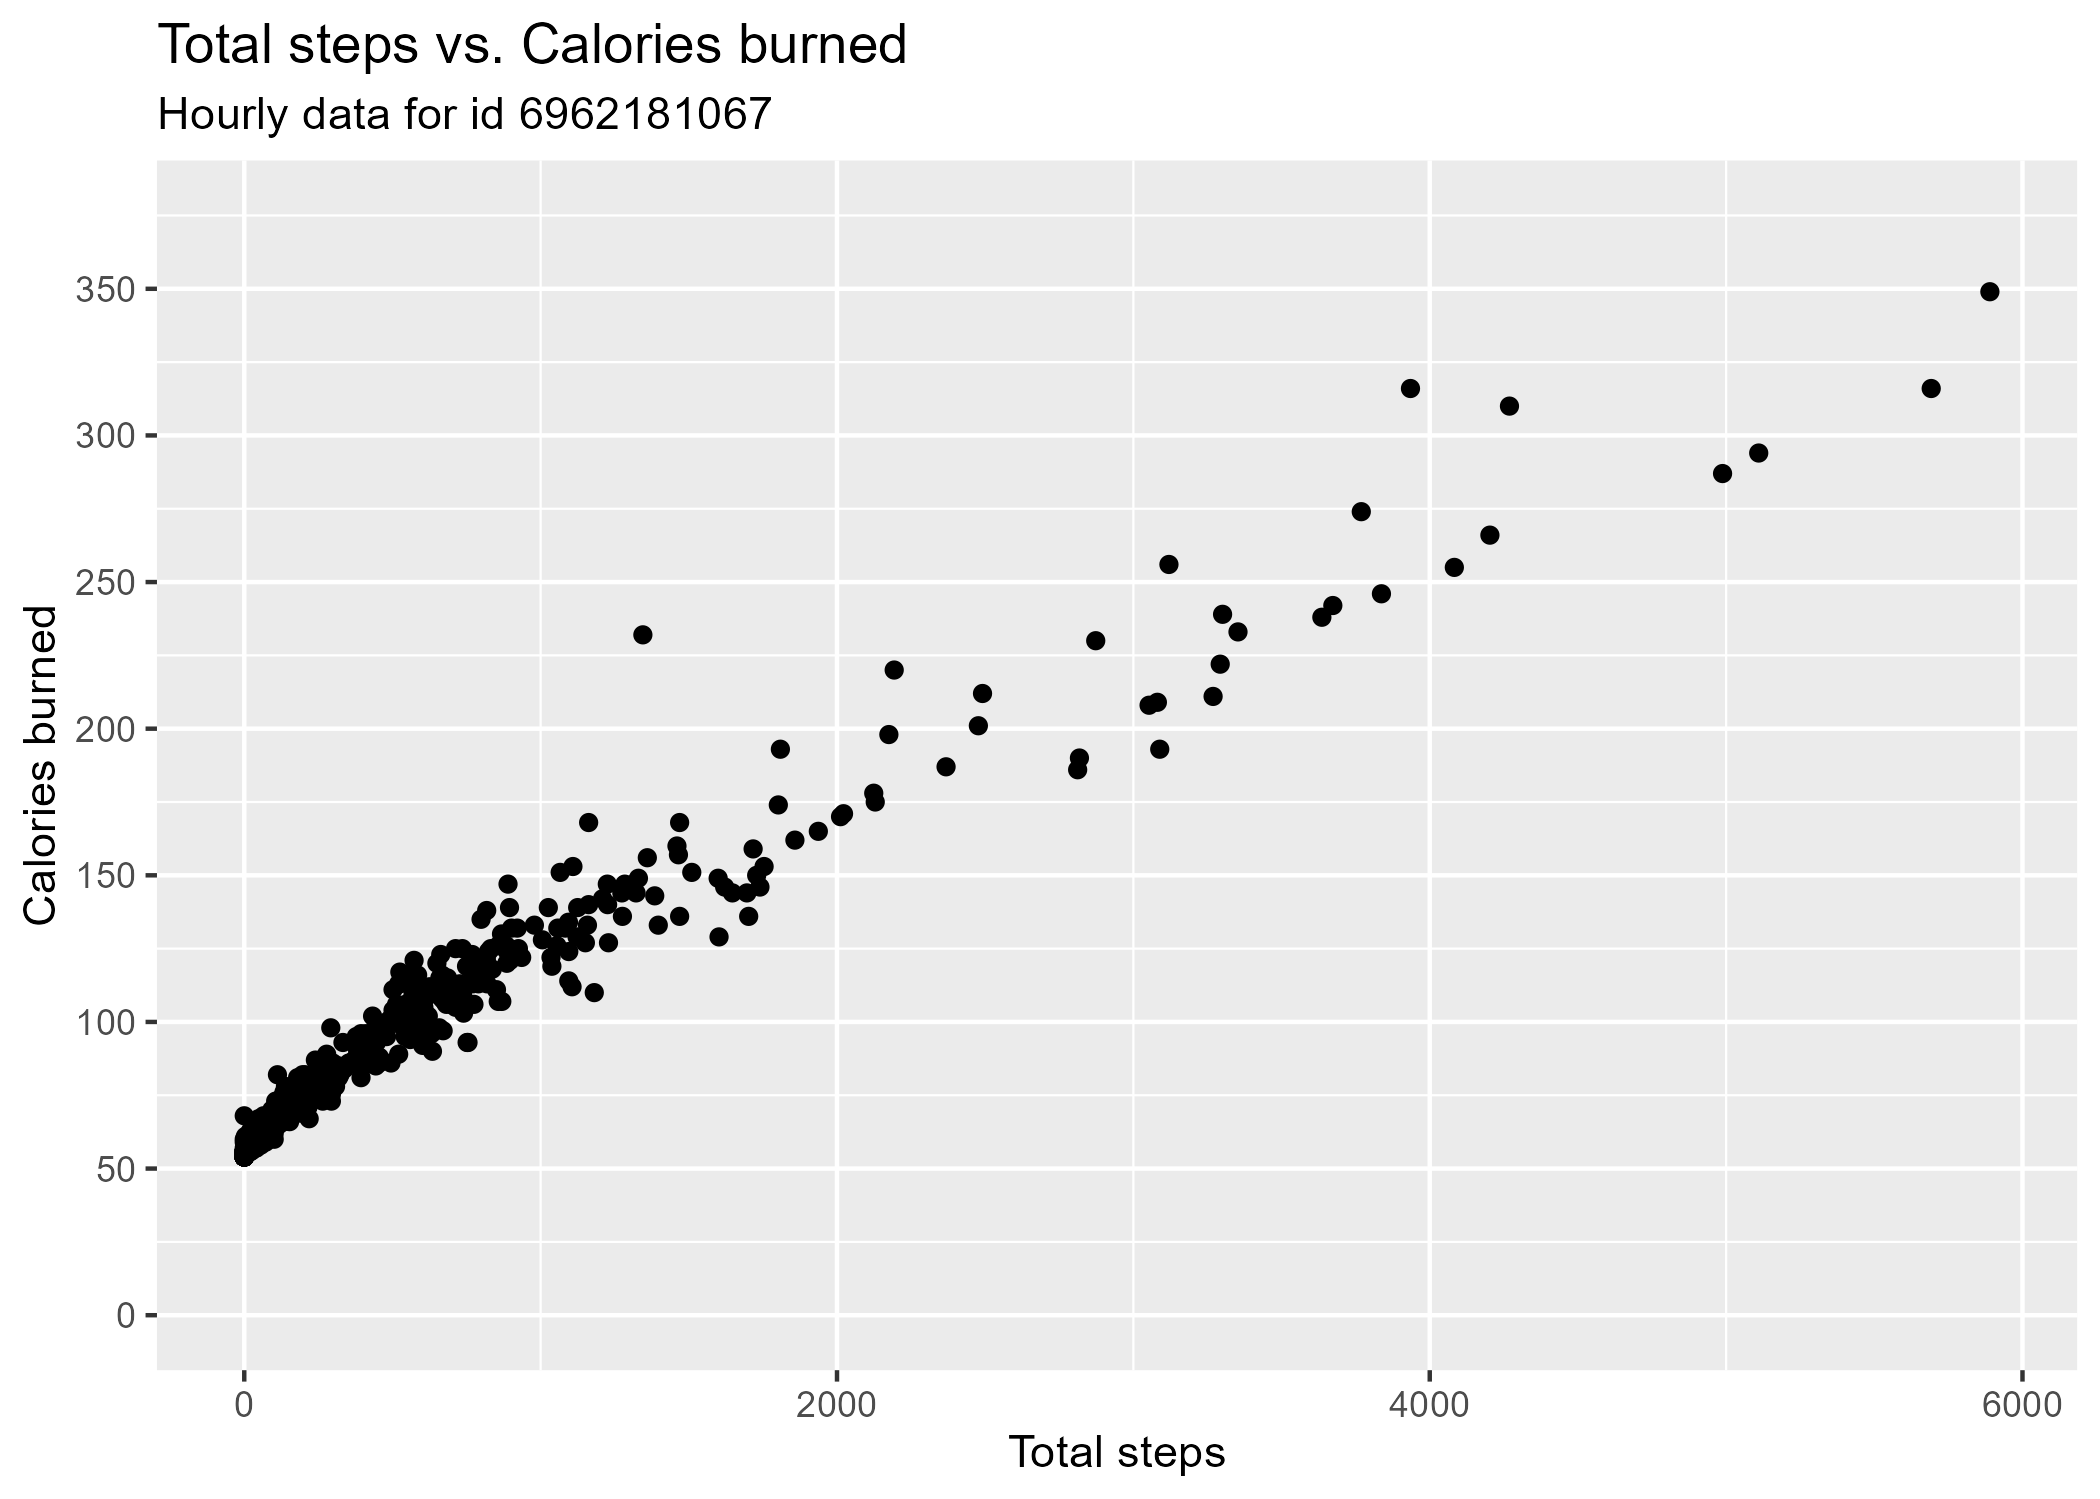 Total steps vs. Calories burned
Hourly data for id 6962181067
350
300
250
200
150
100
50
0
Calories burned
0 2000 4000 6000
Total steps